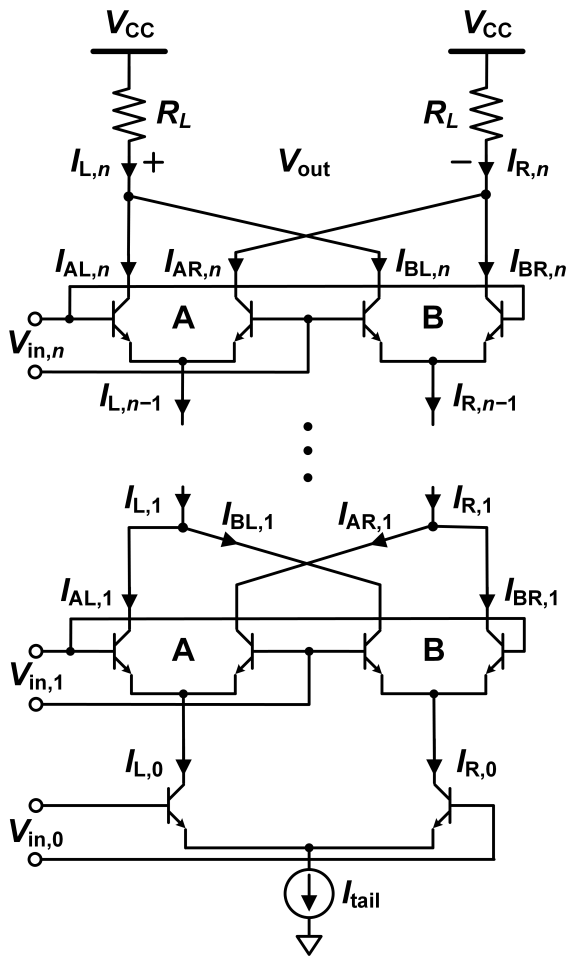 VCC VCC
RL RL
IL,n + Vout − IR,n
IAL,n IAR,n IBL,n IBR,n
A B
Vin,n
IL,n−1 IR,n−1
IL,1 IBL,1 IAR,1 IR,1
IAL,1 IBR,1
A B
Vin,1
IL,0 IR,0
Vin,0
Itail